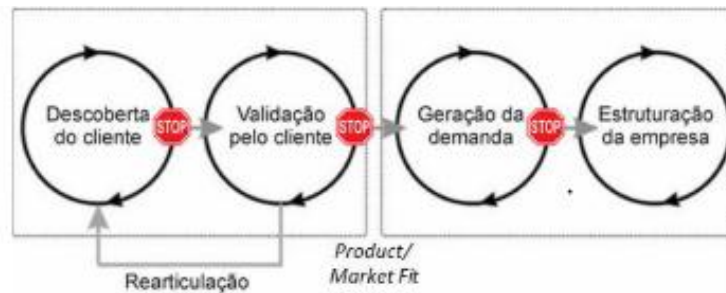 Descoberta
do cliente
STOP
Validação
pelo cliente
STOP
Geração da
demanda
STOP
Estruturação
da empresa
Rearticulação
Product/
Market Fit